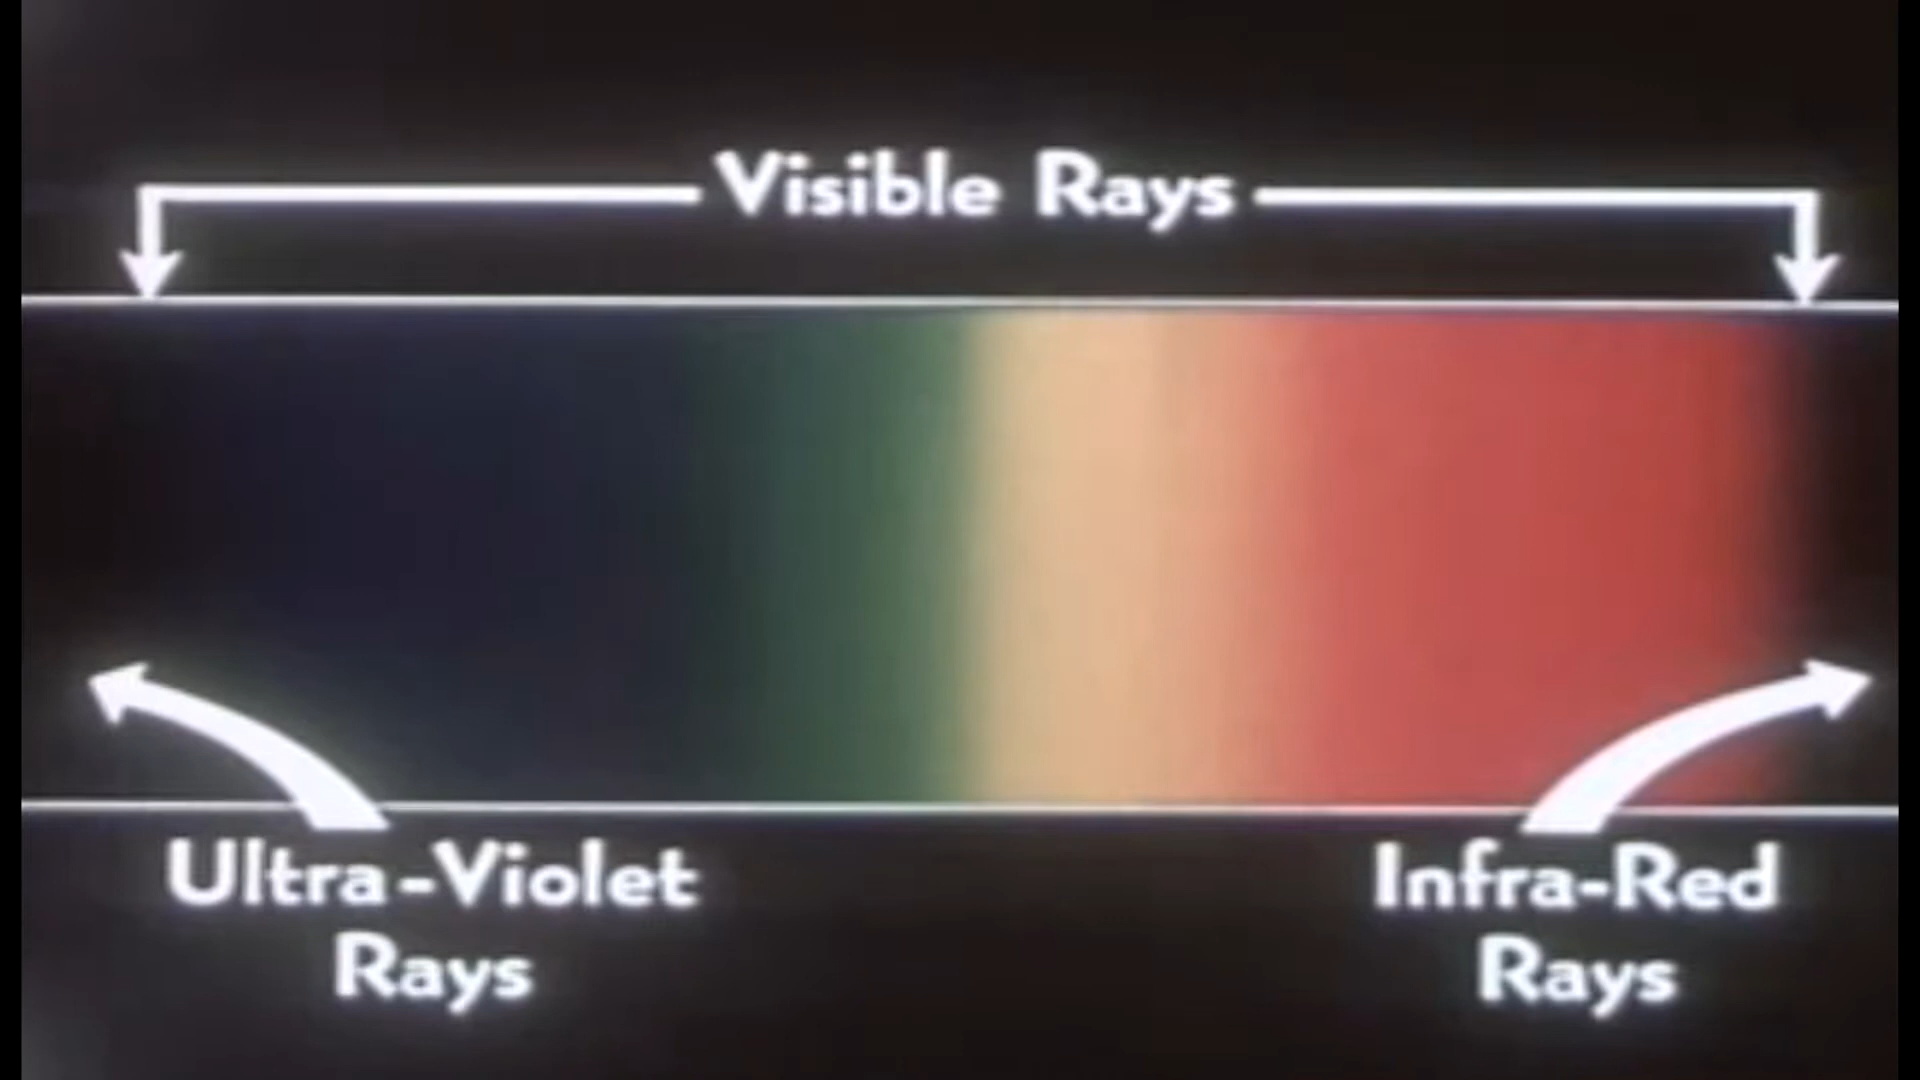 Visible Rays
Ultra-Violet
Rays
Infra-Red
Rays